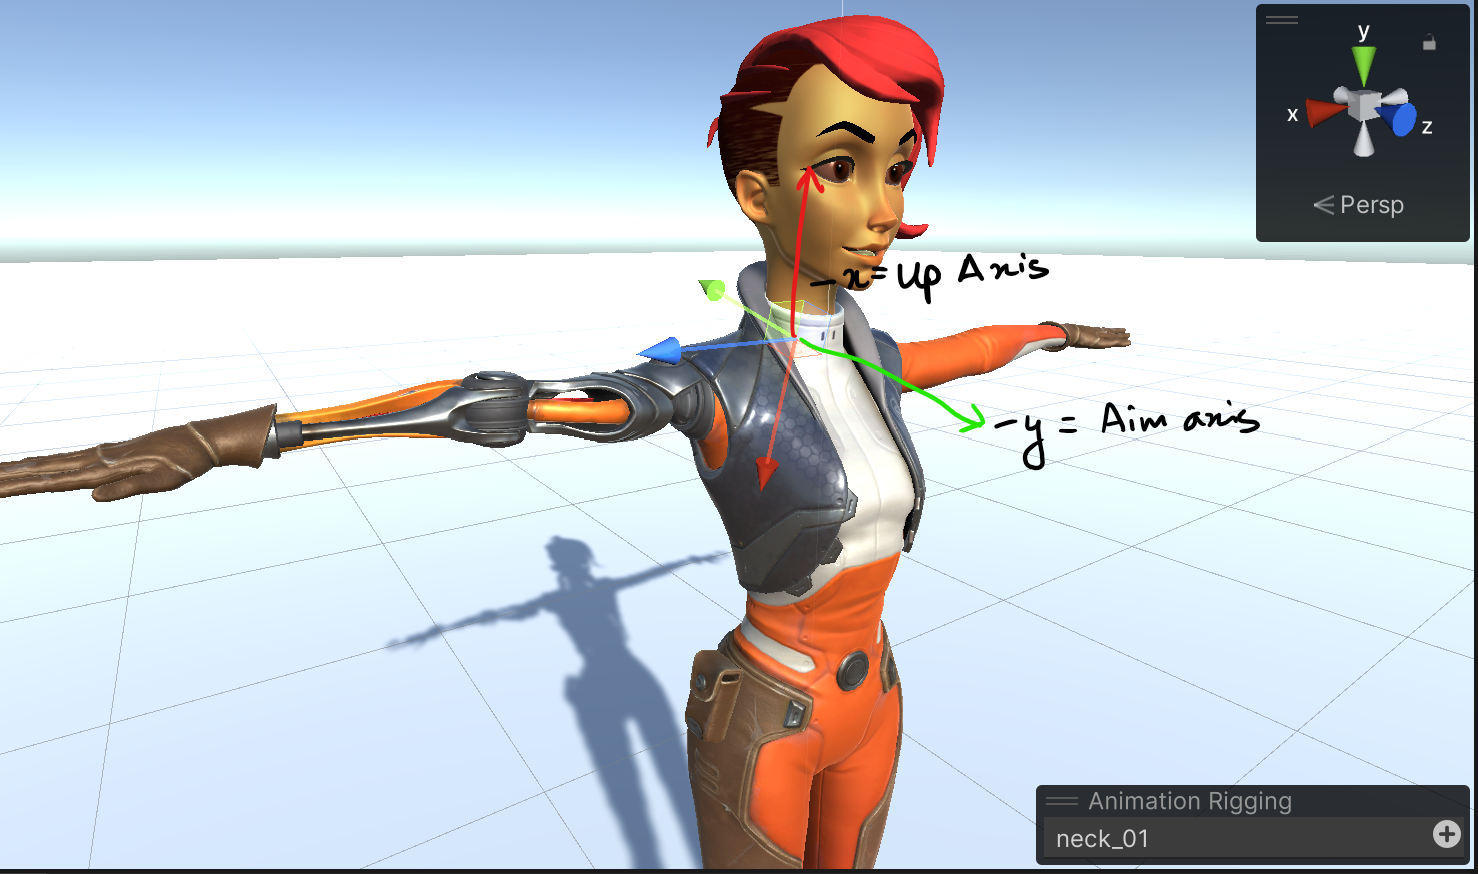 y
x
z
< Persp
-x = Up Axis
-y = Aim axis
Animation Rigging
neck_01